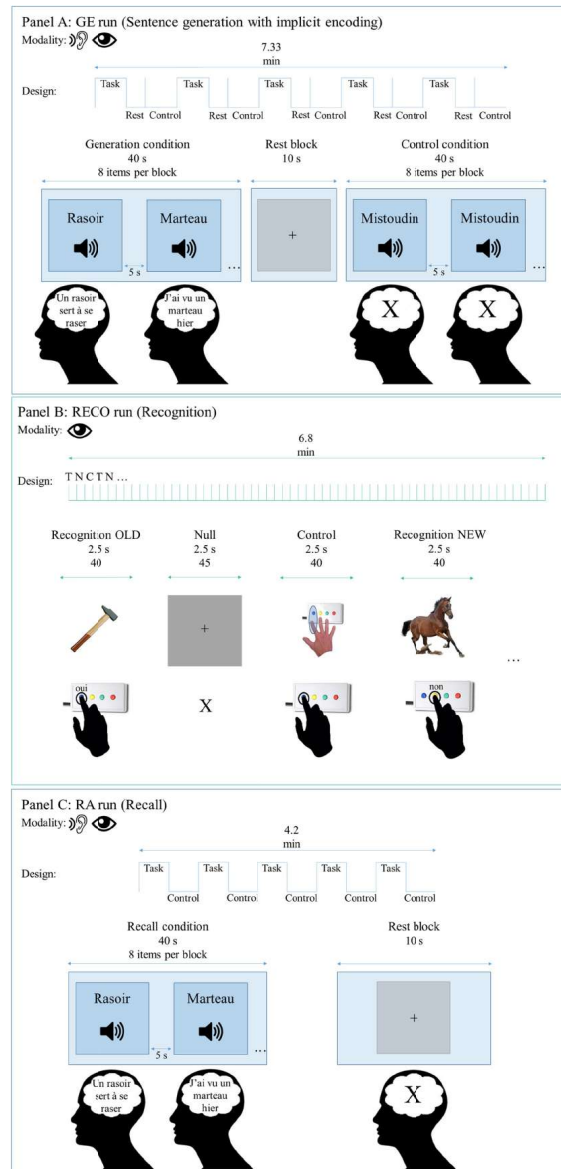 Panel A: GE run (Sentence generation with implicit encoding)
Modality:
7.33
min
Design:
Task Task Task Task Task
Rest Control Rest Control Rest Control Rest Control Rest Control
Generation condition
40 s
8 items per block
Rest block
10 s
Control condition
40 s
8 items per block
Rasoir
Marteau
5 s
...
+
Mistoudin
Mistoudin
5 s
...
Un rasoir
sert à se
raser
J'ai vu un
marteau
hier
X
X
Panel B: RECO run (Recognition)
Modality:
6.8
min
Design:
T N C T N ...
Recognition OLD
2.5 s
40
Null
2.5 s
45
Control
2.5 s
40
Recognition NEW
2.5 s
40
+
...
oui
X
non
Panel C: RA run (Recall)
Modality:
4.2
min
Design:
Task Task Task Task Task
Control Control Control Control Control
Recall condition
40 s
8 items per block
Rest block
10 s
Rasoir
Marteau
5 s
...
+
Un rasoir
sert à se
raser
J'ai vu un
marteau
hier
X